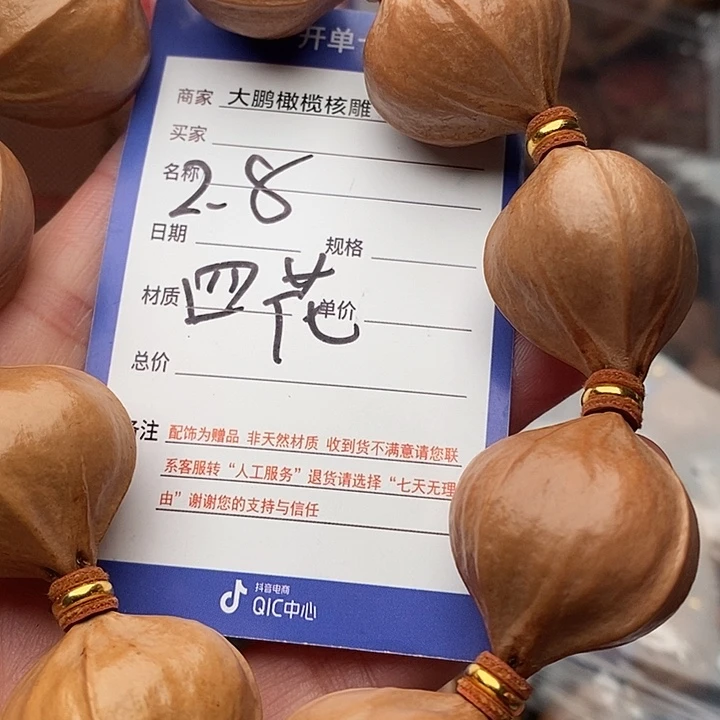 开单
商家 大鹏橄榄核雕
买家
名称 2-8
日期 规格
材质 四花 单价
总价
备注 配饰为赠品 非天然材质 收到货不满意请您联
系客服转“人工服务”退货请选择“七天无理
由”谢谢您的支持与信任
抖音电商
QIC中心